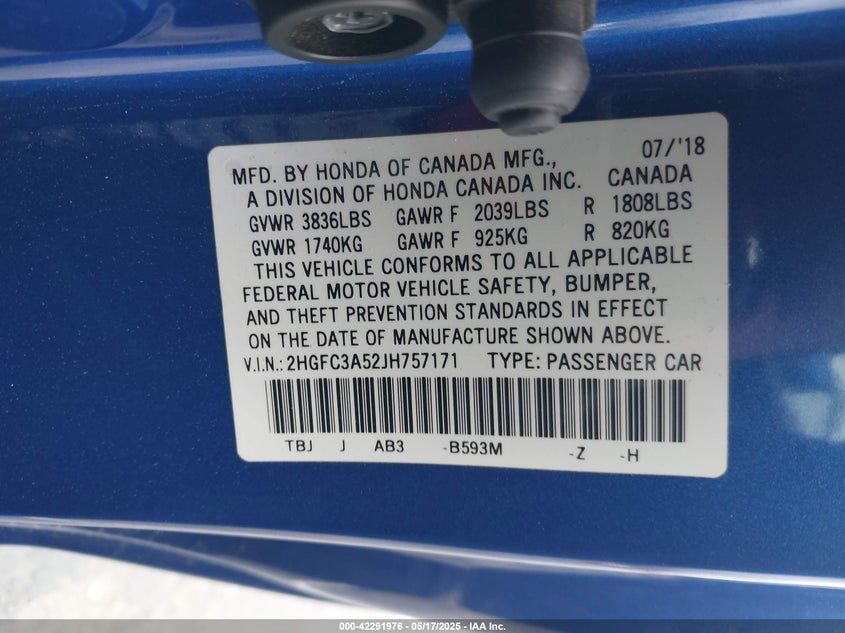 07/'18
MFD. BY HONDA OF CANADA MFG.,
A DIVISION OF HONDA CANADA INC. CANADA
GVWR 3836LBS GAWR F 2039LBS R 1808LBS
GVWR 1740KG GAWR F 925KG R 820KG
THIS VEHICLE CONFORMS TO ALL APPLICABLE
FEDERAL MOTOR VEHICLE SAFETY, BUMPER,
AND THEFT PREVENTION STANDARDS IN EFFECT
ON THE DATE OF MANUFACTURE SHOWN ABOVE.
V.I.N.: 2HGFC3A52JH757171 TYPE: PASSENGER CAR
TBJ J AB3 -B593M -Z -H
000-42291976 - 05/17/2025 - IAA Inc.